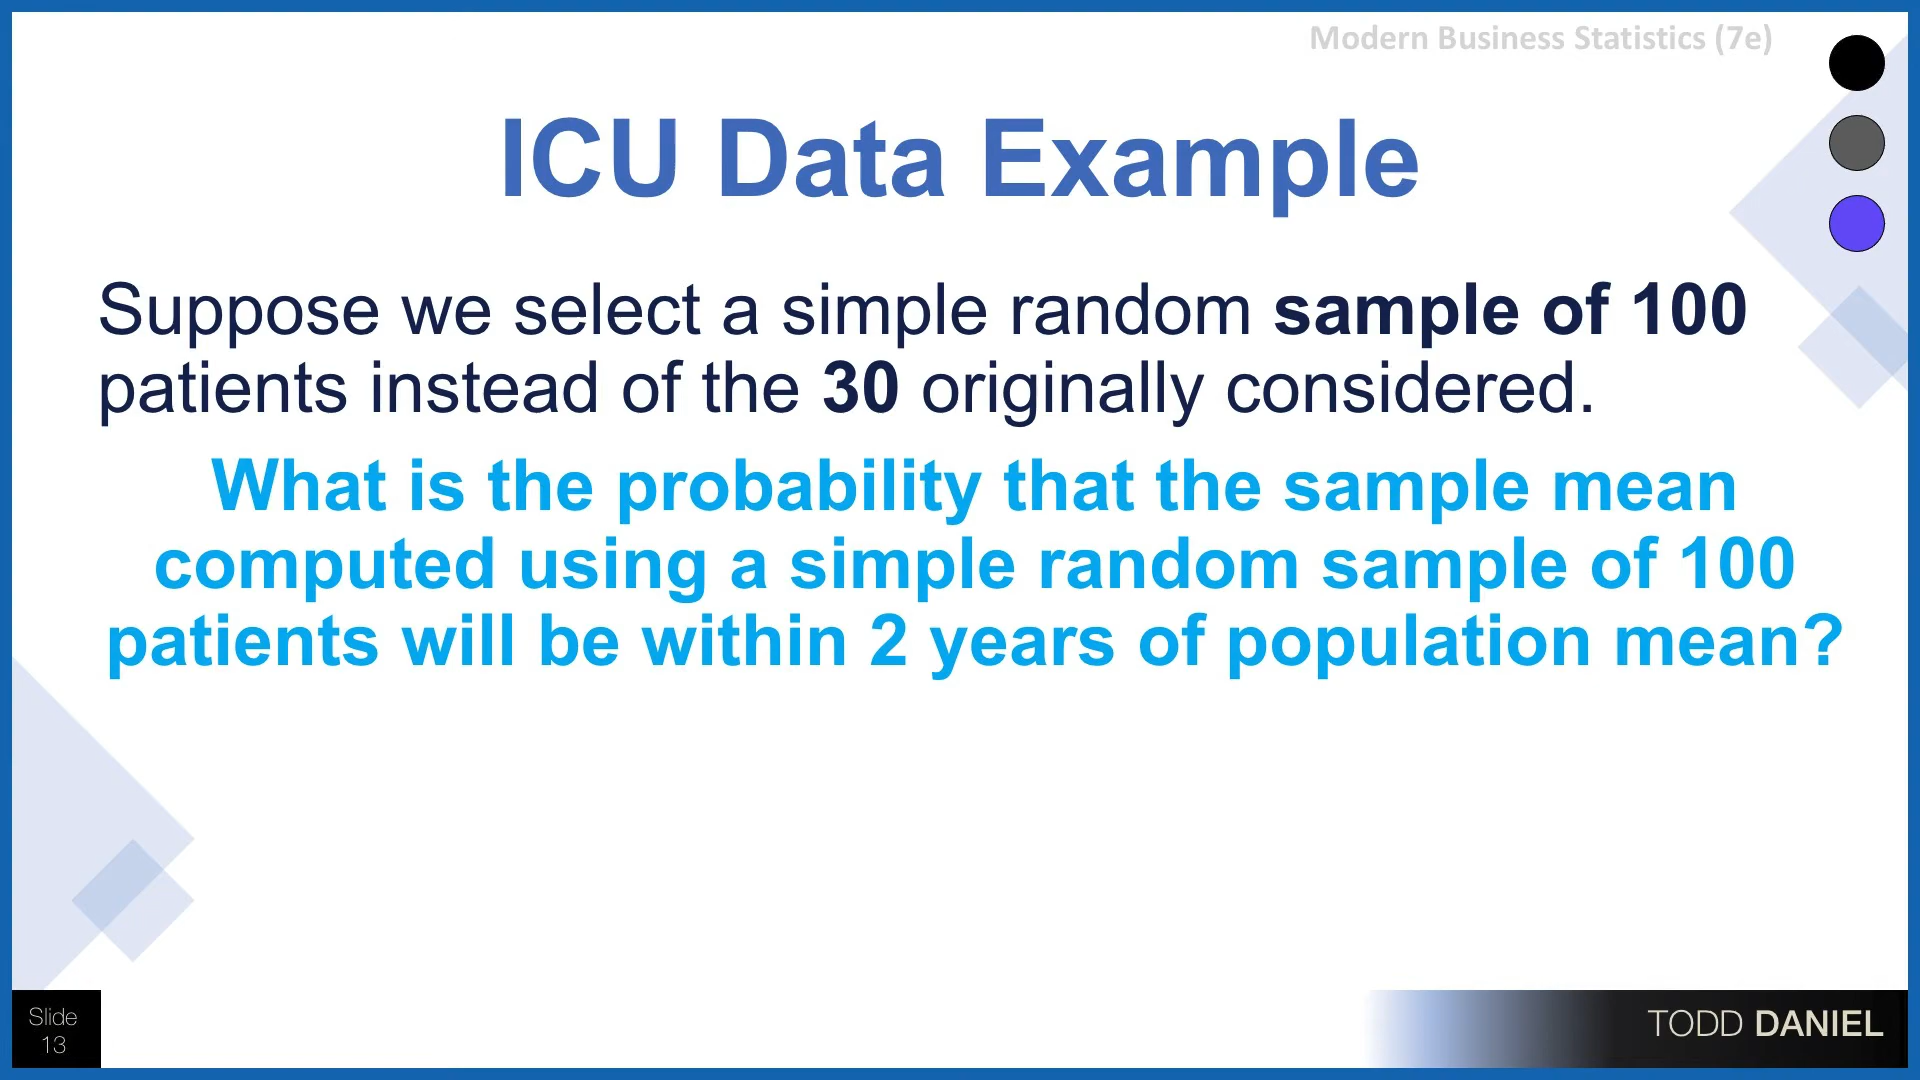 Modern Business Statistics (7e)
ICU Data Example
Suppose we select a simple random sample of 100
patients instead of the 30 originally considered.
What is the probability that the sample mean
computed using a simple random sample of 100
patients will be within 2 years of population mean?
Slide
13
TODD DANIEL